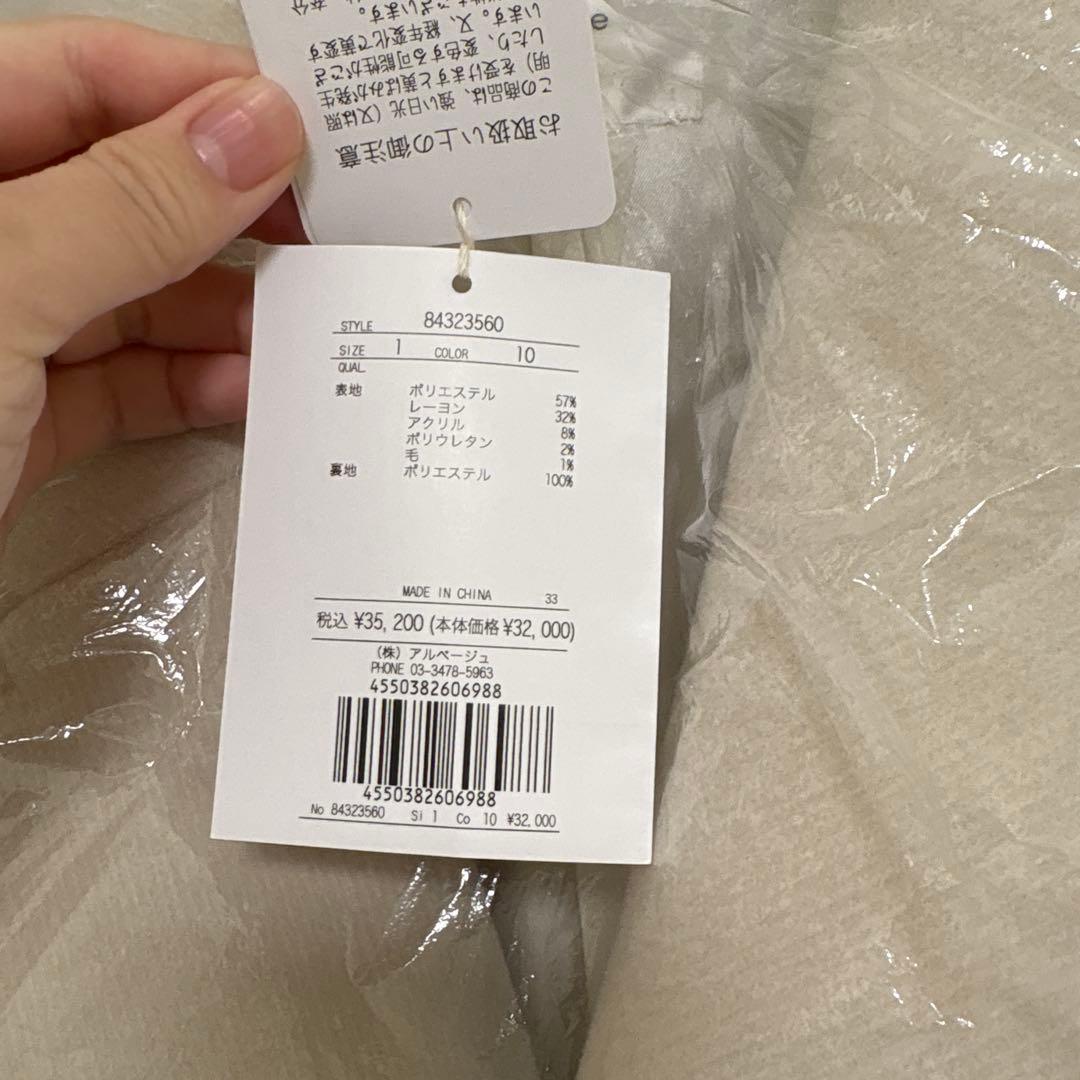 お取扱い上の御注意
この商品は、強い日光（又は照
明）を受けますと黄ばみが発生
したり、変色する可能性がござ
います。又、経年変化で黄変す
e
STYLE 84323560
SIZE 1 COLOR 10
QUAL
表地 ポリエステル 57%
レーヨン 32%
アクリル 8%
ポリウレタン 2%
毛 1%
裏地 ポリエステル 100%
MADE IN CHINA 33
税込 ¥35,200 (本体価格 ¥32,000)
(株) アルページュ
PHONE 03-3478-5963
4550382606988
4550382606988
No 84323560 Si 1 Co 10 ¥32,000